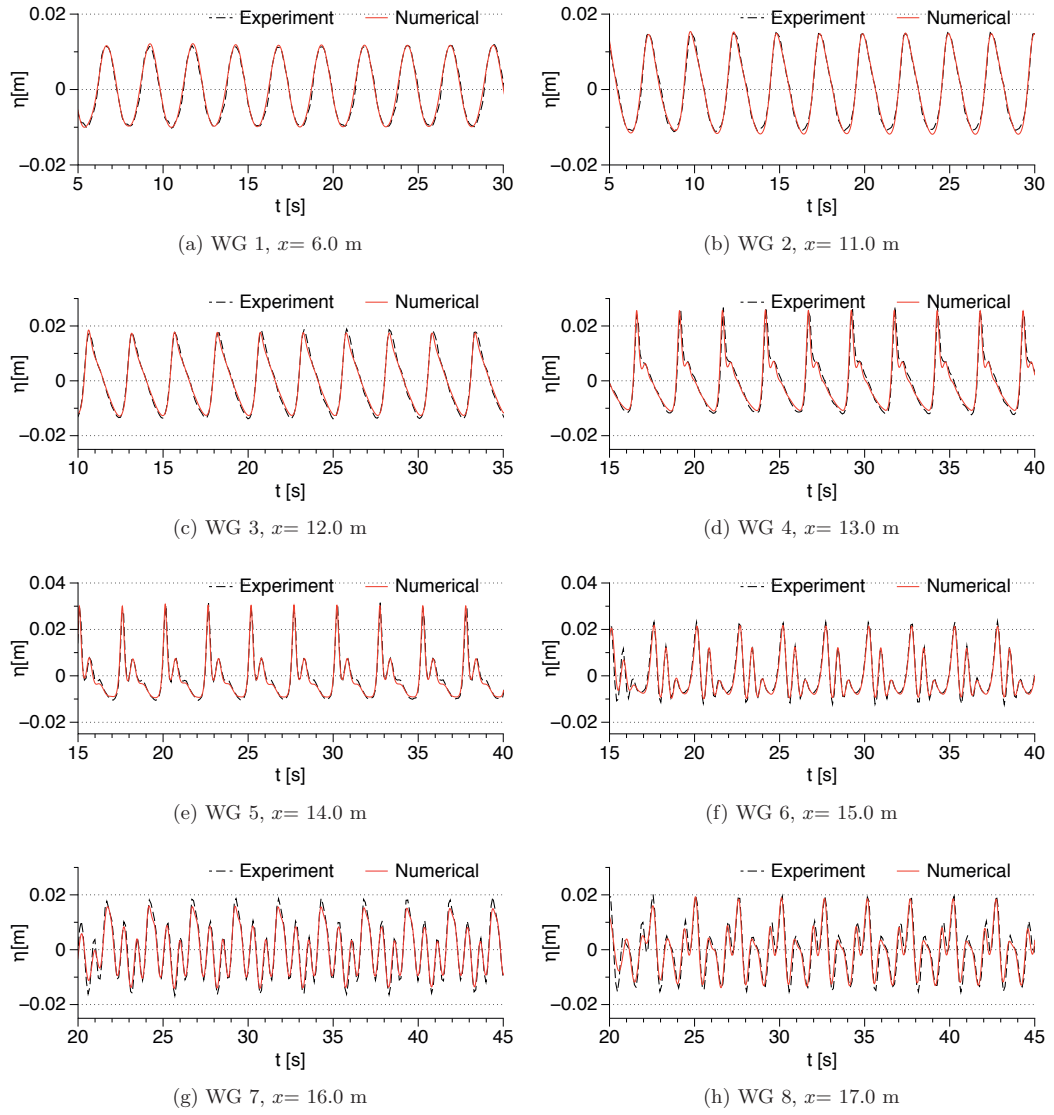 Experiment Numerical
0.02
0
−0.02
η[m]
5 10 15 20 25 30
t [s]
(a) WG 1, x= 6.0 m
Experiment Numerical
0.02
0
−0.02
η[m]
5 10 15 20 25 30
t [s]
(b) WG 2, x= 11.0 m
Experiment Numerical
0.02
0
−0.02
η[m]
10 15 20 25 30 35
t [s]
(c) WG 3, x= 12.0 m
Experiment Numerical
0.02
0
−0.02
η[m]
15 20 25 30 35 40
t [s]
(d) WG 4, x= 13.0 m
Experiment Numerical
0.04
0.02
0
−0.02
η[m]
15 20 25 30 35 40
t [s]
(e) WG 5, x= 14.0 m
Experiment Numerical
0.04
0.02
0
−0.02
η[m]
15 20 25 30 35 40
t [s]
(f) WG 6, x= 15.0 m
Experiment Numerical
0.02
0
−0.02
η[m]
20 25 30 35 40 45
t [s]
(g) WG 7, x= 16.0 m
Experiment Numerical
0.02
0
−0.02
η[m]
20 25 30 35 40 45
t [s]
(h) WG 8, x= 17.0 m